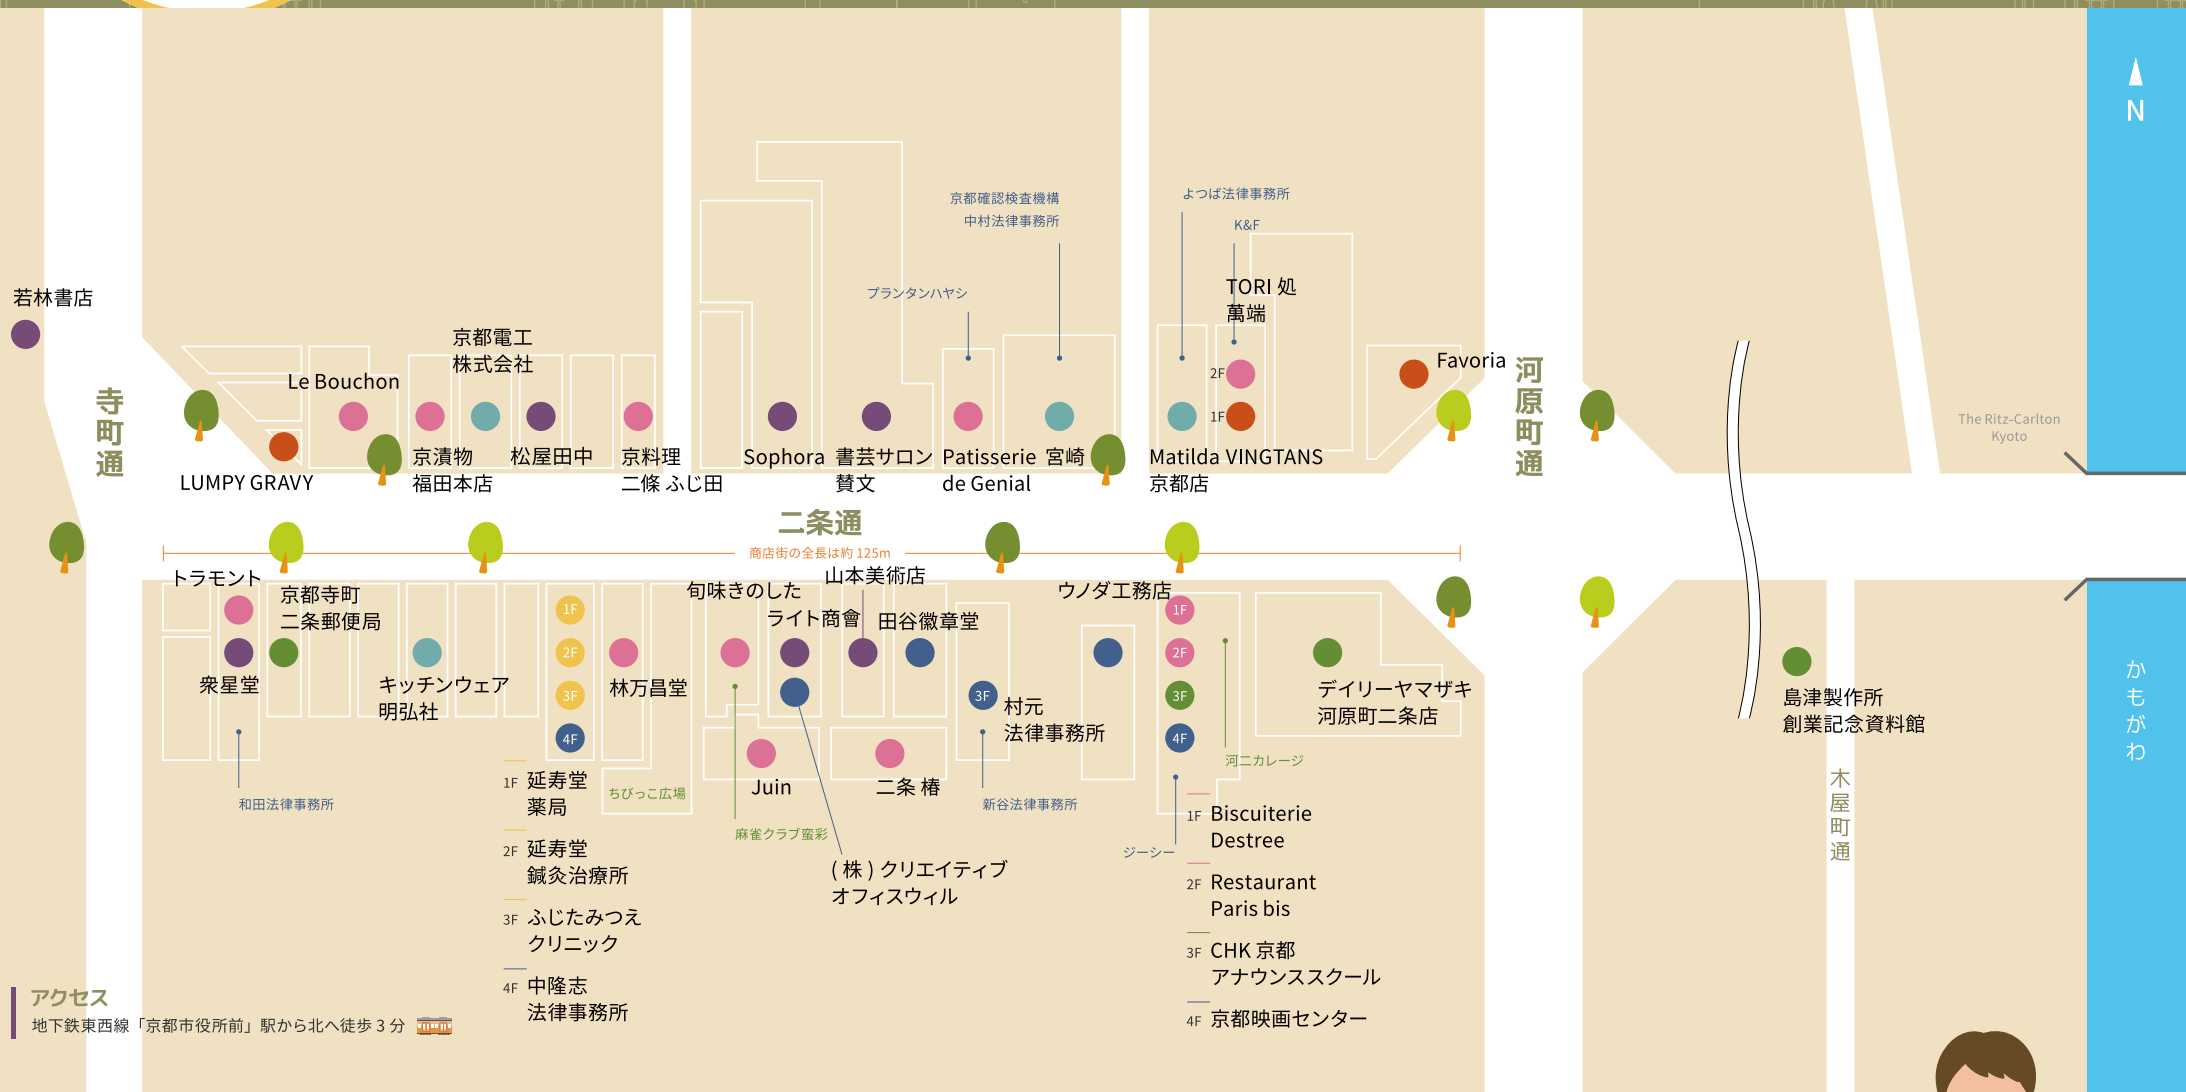 N
京都確認検査機構
中村法律事務所
よつば法律事務所
K&F
プランタンハヤシ
TORI 処
萬端
若林書店
京都電工
株式会社
Le Bouchon
2F
Favoria
1F
寺町通
河原町通
The Ritz-Carlton
Kyoto
LUMPY GRAVY
京漬物
福田本店
松屋田中
京料理
二條 ふじ田
Sophora
書芸サロン
賛文
Patisserie
de Genial
宮崎
Matilda
京都店
VINGTANS
二条通
商店街の全長は約 125m
トラモント
京都寺町
二条郵便局
衆星堂
和田法律事務所
キッチンウェア
明弘社
1F
2F
3F
4F
1F 延寿堂
薬局
2F 延寿堂
鍼灸治療所
3F ふじたみつえ
クリニック
4F 中隆志
法律事務所
林万昌堂
ちびっこ広場
旬味きのした
ライト商會
山本美術店
田谷徽章堂
Juin
二条 椿
麻雀クラブ蛮彩
( 株 ) クリエイティブ
オフィスウィル
3F
村元
法律事務所
新谷法律事務所
ウノダ工務店
1F
2F
3F
4F
河二カレージ
ジーシー
1F Biscuiterie
Destree
2F Restaurant
Paris bis
3F CHK 京都
アナウンススクール
4F 京都映画センター
デイリーヤマザキ
河原町二条店
島津製作所
創業記念資料館
木屋町通
かもがわ
アクセス
地下鉄東西線「京都市役所前」駅から北へ徒歩 3 分